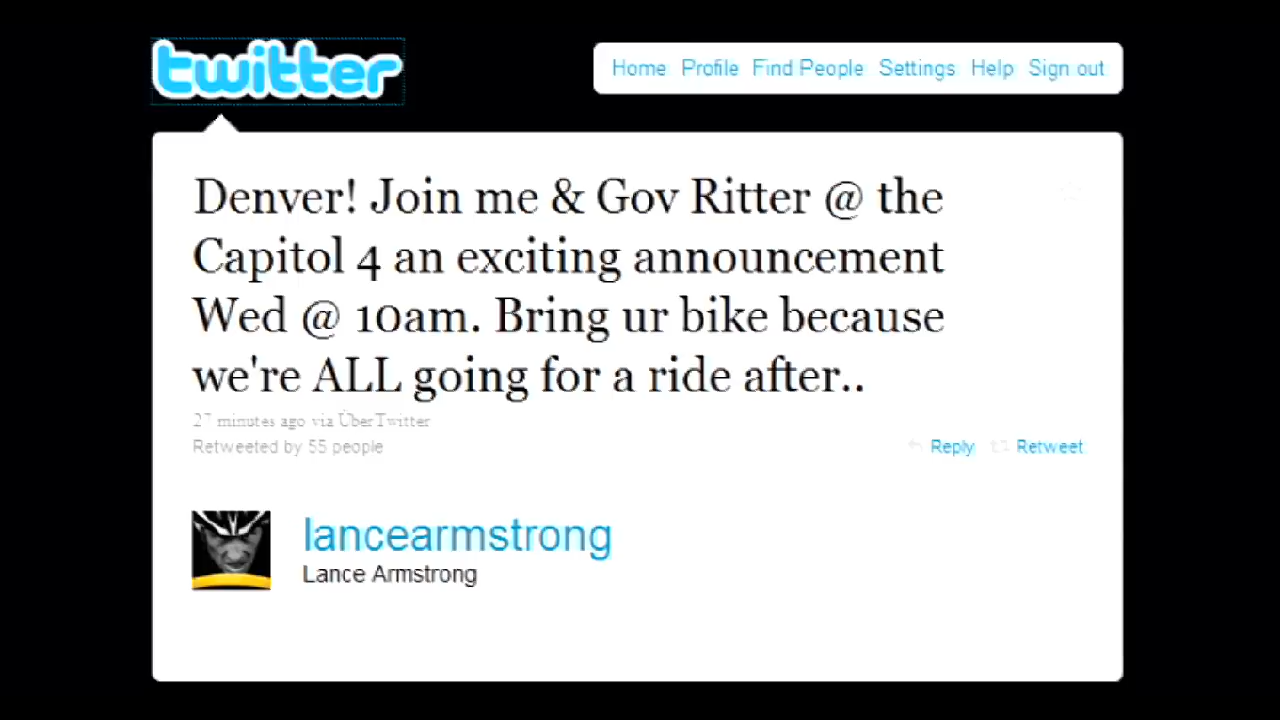 twitter
Home Profile Find People Settings Help Sign out
Denver! Join me & Gov Ritter @ the
Capitol 4 an exciting announcement
Wed @ 10am. Bring ur bike because
we're ALL going for a ride after..
27 minutes ago via ÜberTwitter
Retweeted by 55 people
Reply Retweet
lancearmstrong
Lance Armstrong